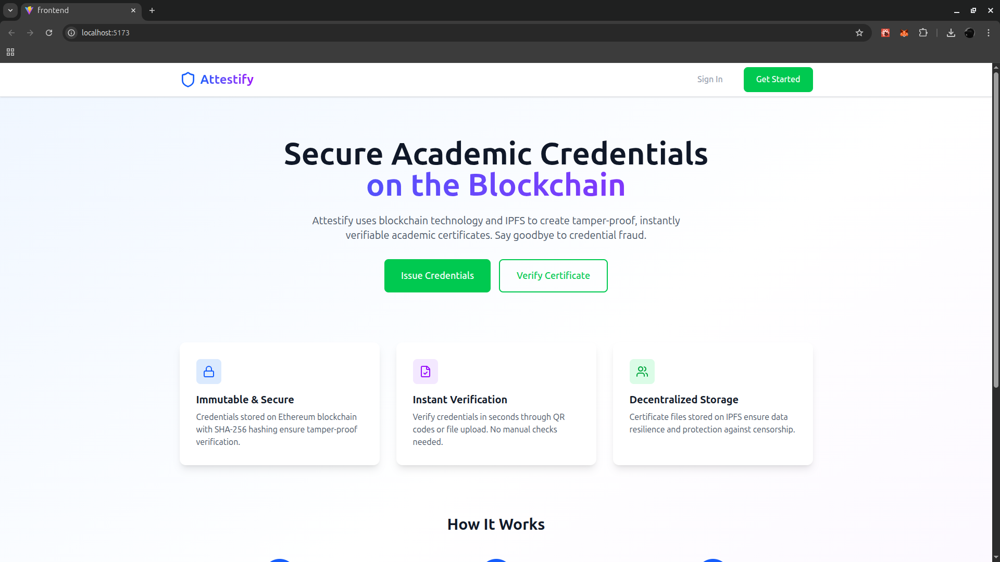 frontend
localhost:5173
Attestify
Sign In
Get Started
Secure Academic Credentials
on the Blockchain
Attestify uses blockchain technology and IPFS to create tamper-proof, instantly
verifiable academic certificates. Say goodbye to credential fraud.
Issue Credentials
Verify Certificate
Immutable & Secure
Credentials stored on Ethereum blockchain
with SHA-256 hashing ensure tamper-proof
verification.
Instant Verification
Verify credentials in seconds through QR
codes or file upload. No manual checks
needed.
Decentralized Storage
Certificate files stored on IPFS ensure data
resilience and protection against censorship.
How It Works